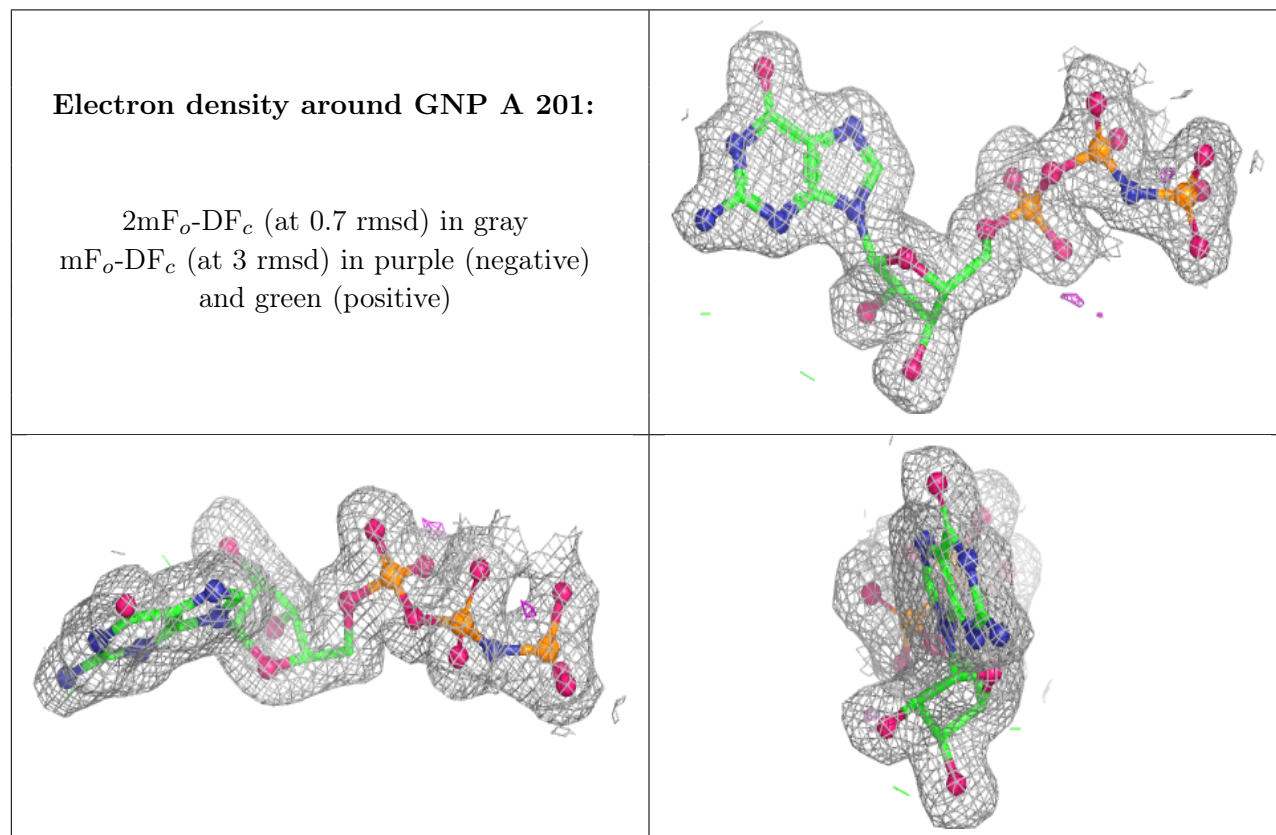 Electron density around GNP A 201:
2mFo-DFc (at 0.7 rmsd) in gray
mFo-DFc (at 3 rmsd) in purple (negative)
and green (positive)